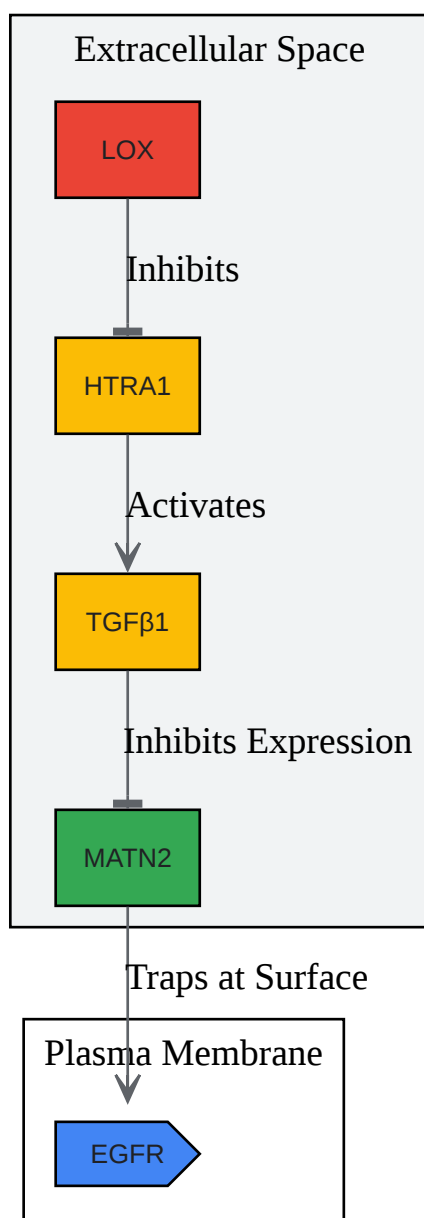 Extracellular Space
LOX
Inhibits
HTRA1
Activates
TGFβ1
Inhibits Expression
MATN2
Traps at Surface
Plasma Membrane
EGFR